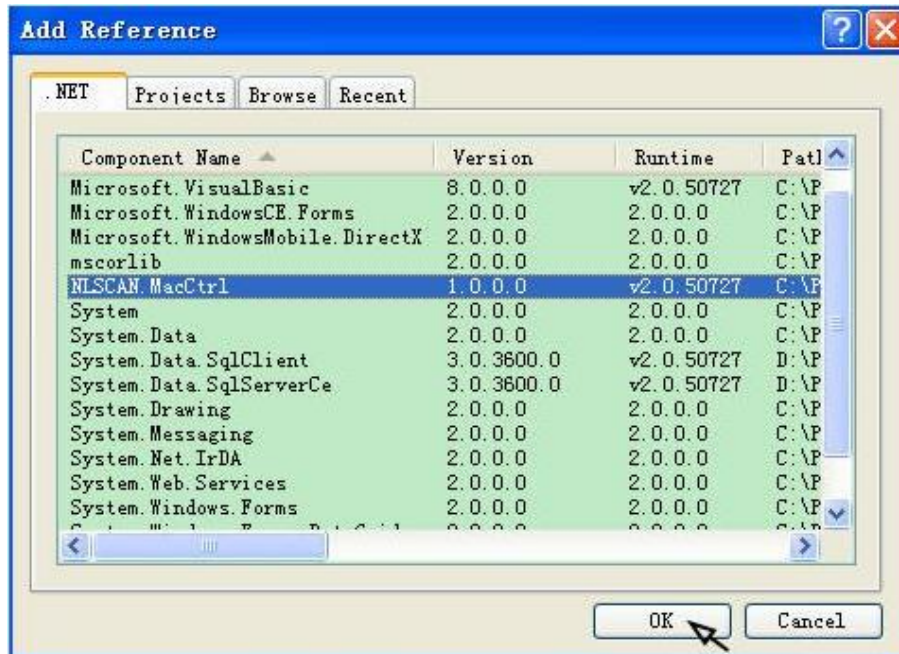 Add Reference
.NET Projects Browse Recent
Component Name Version Runtime
Microsoft.VisualBasic 8.0.0.0 v2.0.50727 C:\P
Microsoft.WindowsCE.Forms 2.0.0.0 2.0.0.0 C:\P
Microsoft.WindowsMobile.DirectX 2.0.0.0 2.0.0.0 C:\P
mscorlib 2.0.0.0 2.0.0.0 C:\P
NLSCAN.MacCtrl 1.0.0.0 v2.0.50727 C:\P
System 2.0.0.0 2.0.0.0 C:\P
System.Data 2.0.0.0 2.0.0.0 C:\P
System.Data.SqlClient 3.0.3600.0 v2.0.50727 D:\P
System.Data.SqlServerCe 3.0.3600.0 v2.0.50727 D:\P
System.Drawing 2.0.0.0 2.0.0.0 C:\P
System.Messaging 2.0.0.0 2.0.0.0 C:\P
System.Net.IrDA 2.0.0.0 2.0.0.0 C:\P
System.Web.Services 2.0.0.0 2.0.0.0 C:\P
System.Windows.Forms 2.0.0.0 2.0.0.0 C:\P
OK Cancel